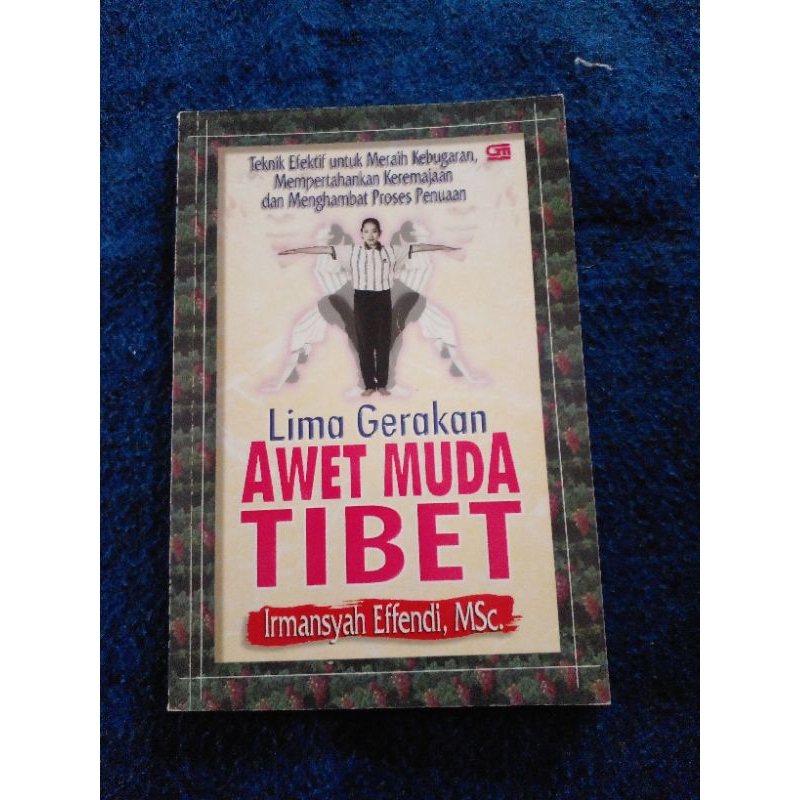 Teknik Efektif untuk Meraih Kebugaran,
Mempertahankan Keremajaan
dan Menghambat Proses Penuaan
GM
Lima Gerakan
AWET MUDA
TIBET
Irmansyah Effendi, MSc.